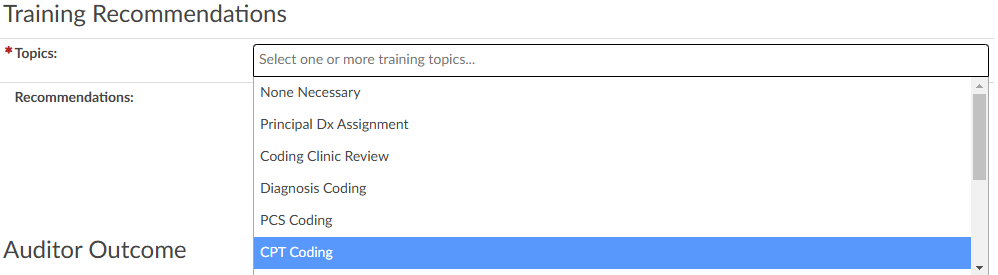 Training Recommendations
* Topics:
Select one or more training topics...
Recommendations:
None Necessary
Principal Dx Assignment
Coding Clinic Review
Diagnosis Coding
PCS Coding
CPT Coding
Auditor Outcome